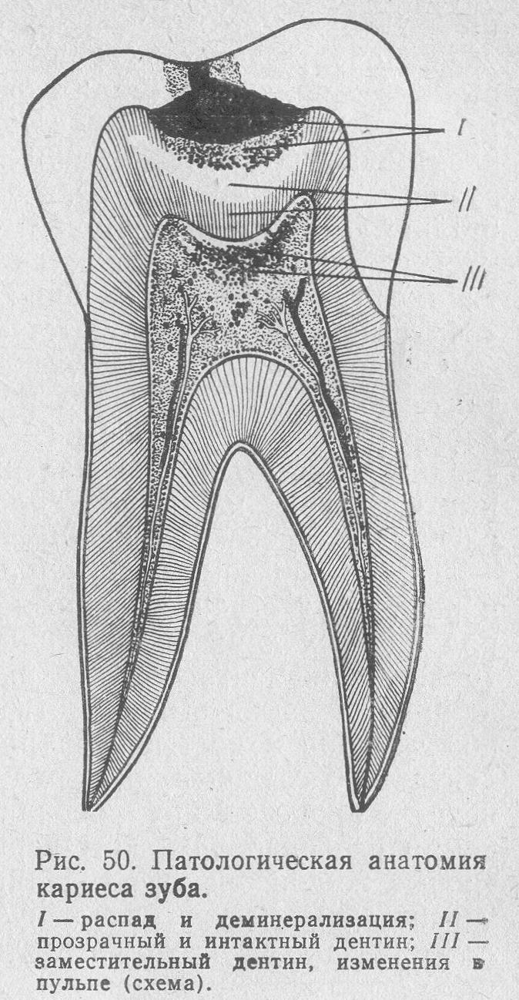 I
II
III
Рис. 50. Патологическая анатомия
кариеса зуба.
I — распад и деминерализация; II —
прозрачный и интактный дентин; III —
заместительный дентин, изменения в
пульпе (схема).